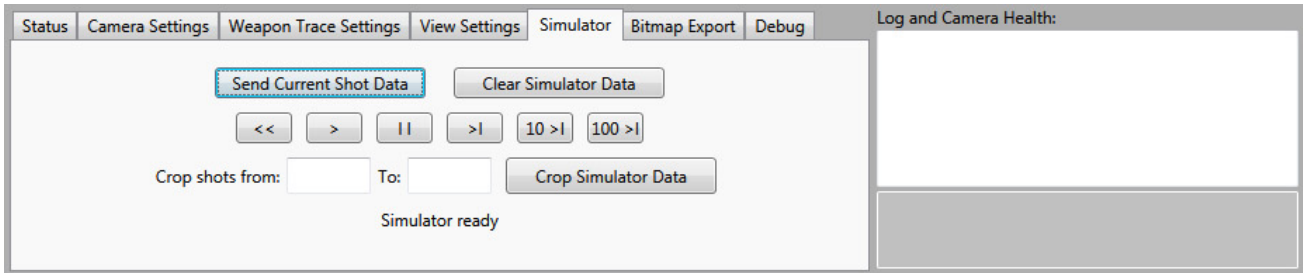 Status Camera Settings Weapon Trace Settings View Settings Simulator Bitmap Export Debug
Log and Camera Health:
Send Current Shot Data Clear Simulator Data
<< > I I >I 10 >I 100 >I
Crop shots from: To: Crop Simulator Data
Simulator ready